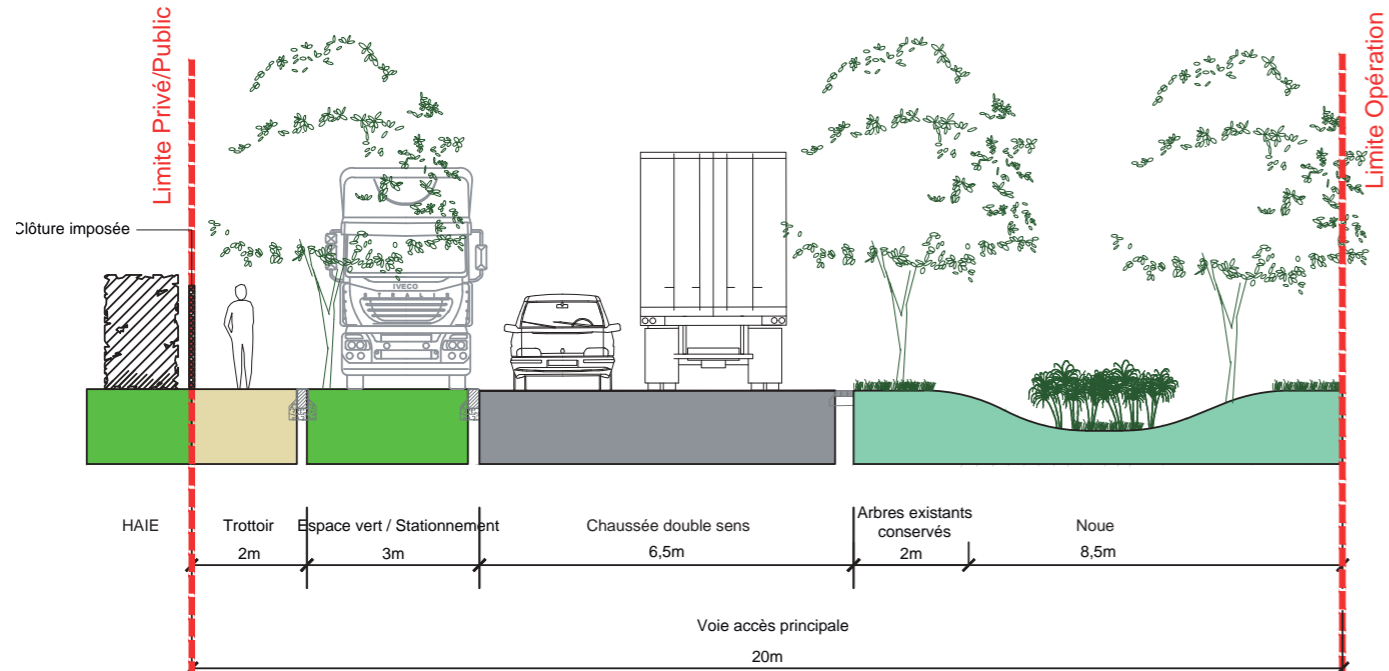 Limite Privé/Public
Limite Opération
Clôture imposée
IVECO
STRALIS
HAIE
Trottoir
2m
Espace vert / Stationnement
3m
Chaussée double sens
6,5m
Arbres existants
conservés
2m
Noue
8,5m
Voie accès principale
20m